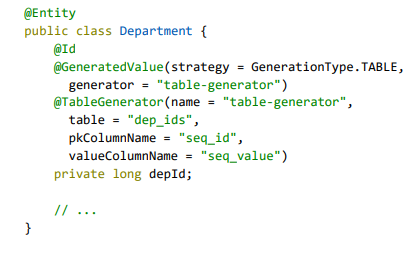 @Entity
public class Department {
    @Id
    @GeneratedValue(strategy = GenerationType.TABLE,
      generator = "table-generator")
    @TableGenerator(name = "table-generator",
      table = "dep_ids",
      pkColumnName = "seq_id",
      valueColumnName = "seq_value")
    private long depId;

    // ...
}